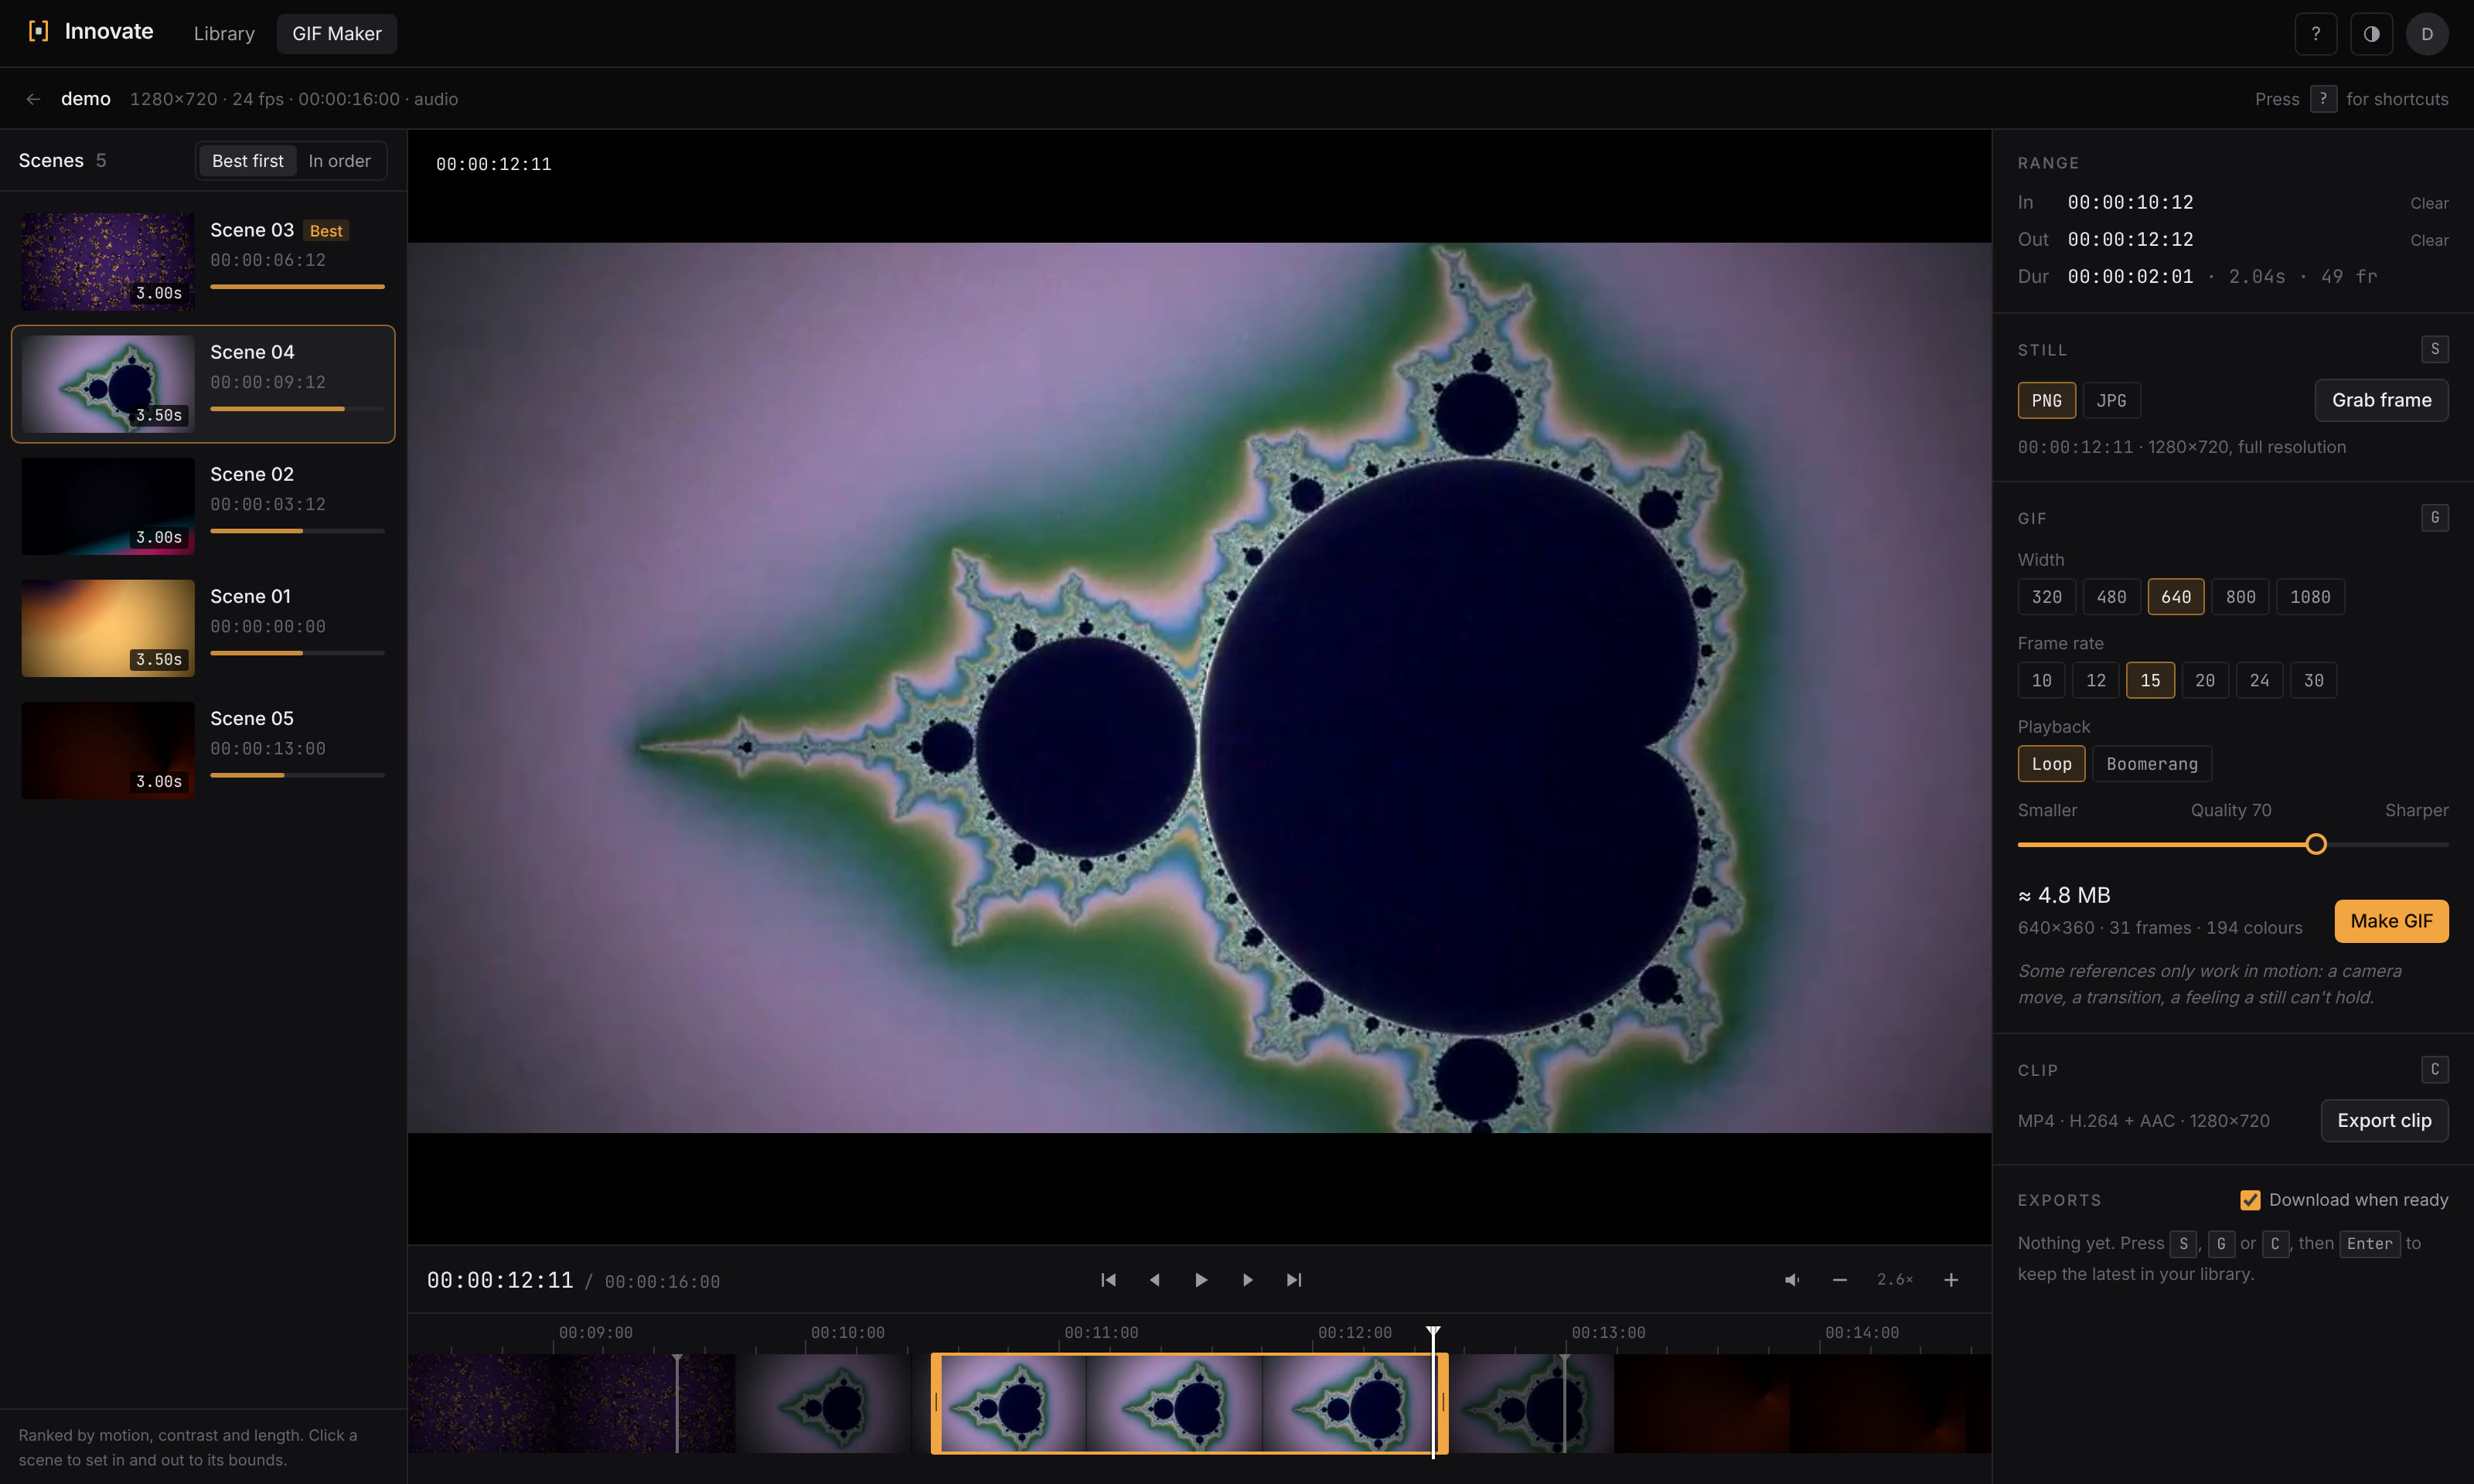 Innovate Library GIF Maker ? D
← demo 1280×720 · 24 fps · 00:00:16:00 · audio Press ? for shortcuts
Scenes 5 Best first In order
Scene 03 Best
00:00:06:12
3.00s
Scene 04
00:00:09:12
3.50s
Scene 02
00:00:03:12
3.00s
Scene 01
00:00:00:00
3.50s
Scene 05
00:00:13:00
3.00s
Ranked by motion, contrast and length. Click a
scene to set in and out to its bounds.
00:00:12:11
00:00:12:11 / 00:00:16:00 2.6×
00:09:00 00:10:00 00:11:00 00:12:00 00:13:00 00:14:00
RANGE
In 00:00:10:12 Clear
Out 00:00:12:12 Clear
Dur 00:00:02:01 · 2.04s · 49 fr
STILL S
PNG JPG Grab frame
00:00:12:11 · 1280×720, full resolution
GIF G
Width
320 480 640 800 1080
Frame rate
10 12 15 20 24 30
Playback
Loop Boomerang
Smaller Quality 70 Sharper
≈ 4.8 MB
640×360 · 31 frames · 194 colours Make GIF
Some references only work in motion: a camera
move, a transition, a feeling a still can't hold.
CLIP C
MP4 · H.264 + AAC · 1280×720 Export clip
EXPORTS Download when ready
Nothing yet. Press S, G or C, then Enter to
keep the latest in your library.